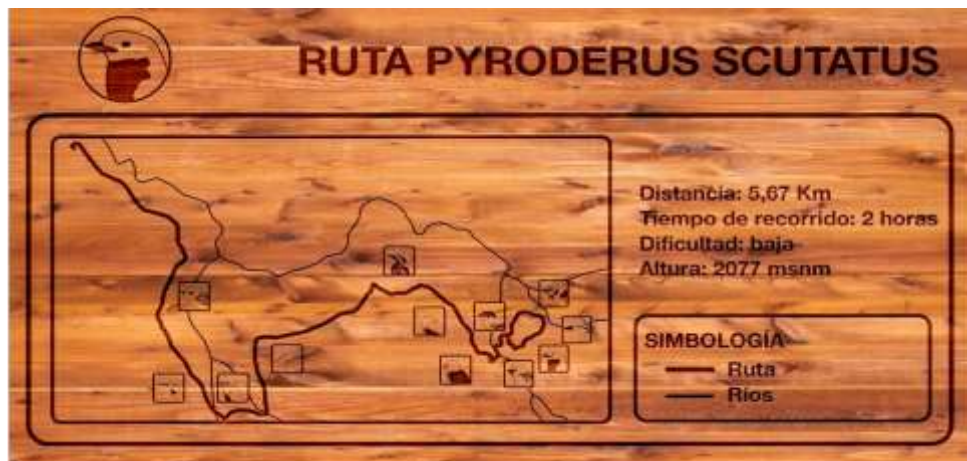 RUTA PYRODERUS SCUTATUS
Distancia: 5,67 Km
Tiempo de recorrido: 2 horas
Dificultad: baja
Altura: 2077 msnm
SIMBOLOGÍA
Ruta
Ríos